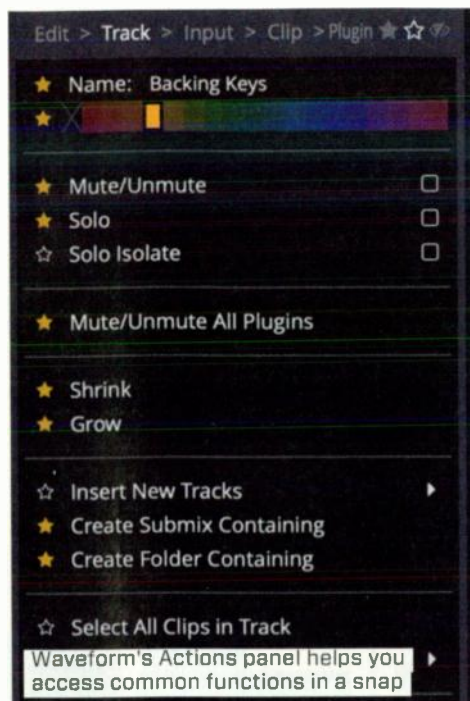 Edit > Track > Input > Clip > Plugin
Name: Backing Keys
Mute/Unmute
Solo
Solo Isolate
Mute/Unmute All Plugins
Shrink
Grow
Insert New Tracks
Create Submix Containing
Create Folder Containing
Select All Clips in Track
Waveform's Actions panel helps you
access common functions in a snap